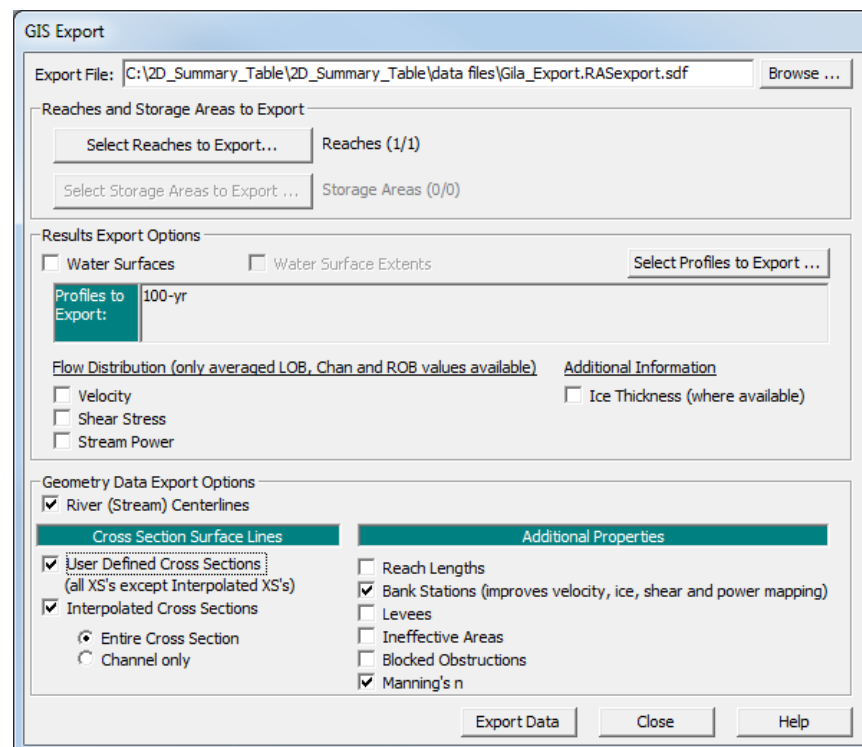 GIS Export
Export File: C:\2D_Summary_Table\2D_Summary_Table\data files\Gila_Export.RASexport.sdf Browse ...
Reaches and Storage Areas to Export
Select Reaches to Export... Reaches (1/1)
Select Storage Areas to Export ... Storage Areas (0/0)
Results Export Options
Water Surfaces Water Surface Extents Select Profiles to Export ...
Profiles to 100-yr
Export:
Flow Distribution (only averaged LOB, Chan and ROB values available) Additional Information
Velocity Ice Thickness (where available)
Shear Stress
Stream Power
Geometry Data Export Options
River (Stream) Centerlines
Cross Section Surface Lines Additional Properties
User Defined Cross Sections Reach Lengths
(all XS's except Interpolated XS's) Bank Stations (improves velocity, ice, shear and power mapping)
Interpolated Cross Sections Levees
Entire Cross Section Ineffective Areas
Channel only Blocked Obstructions
Manning's n
Export Data Close Help